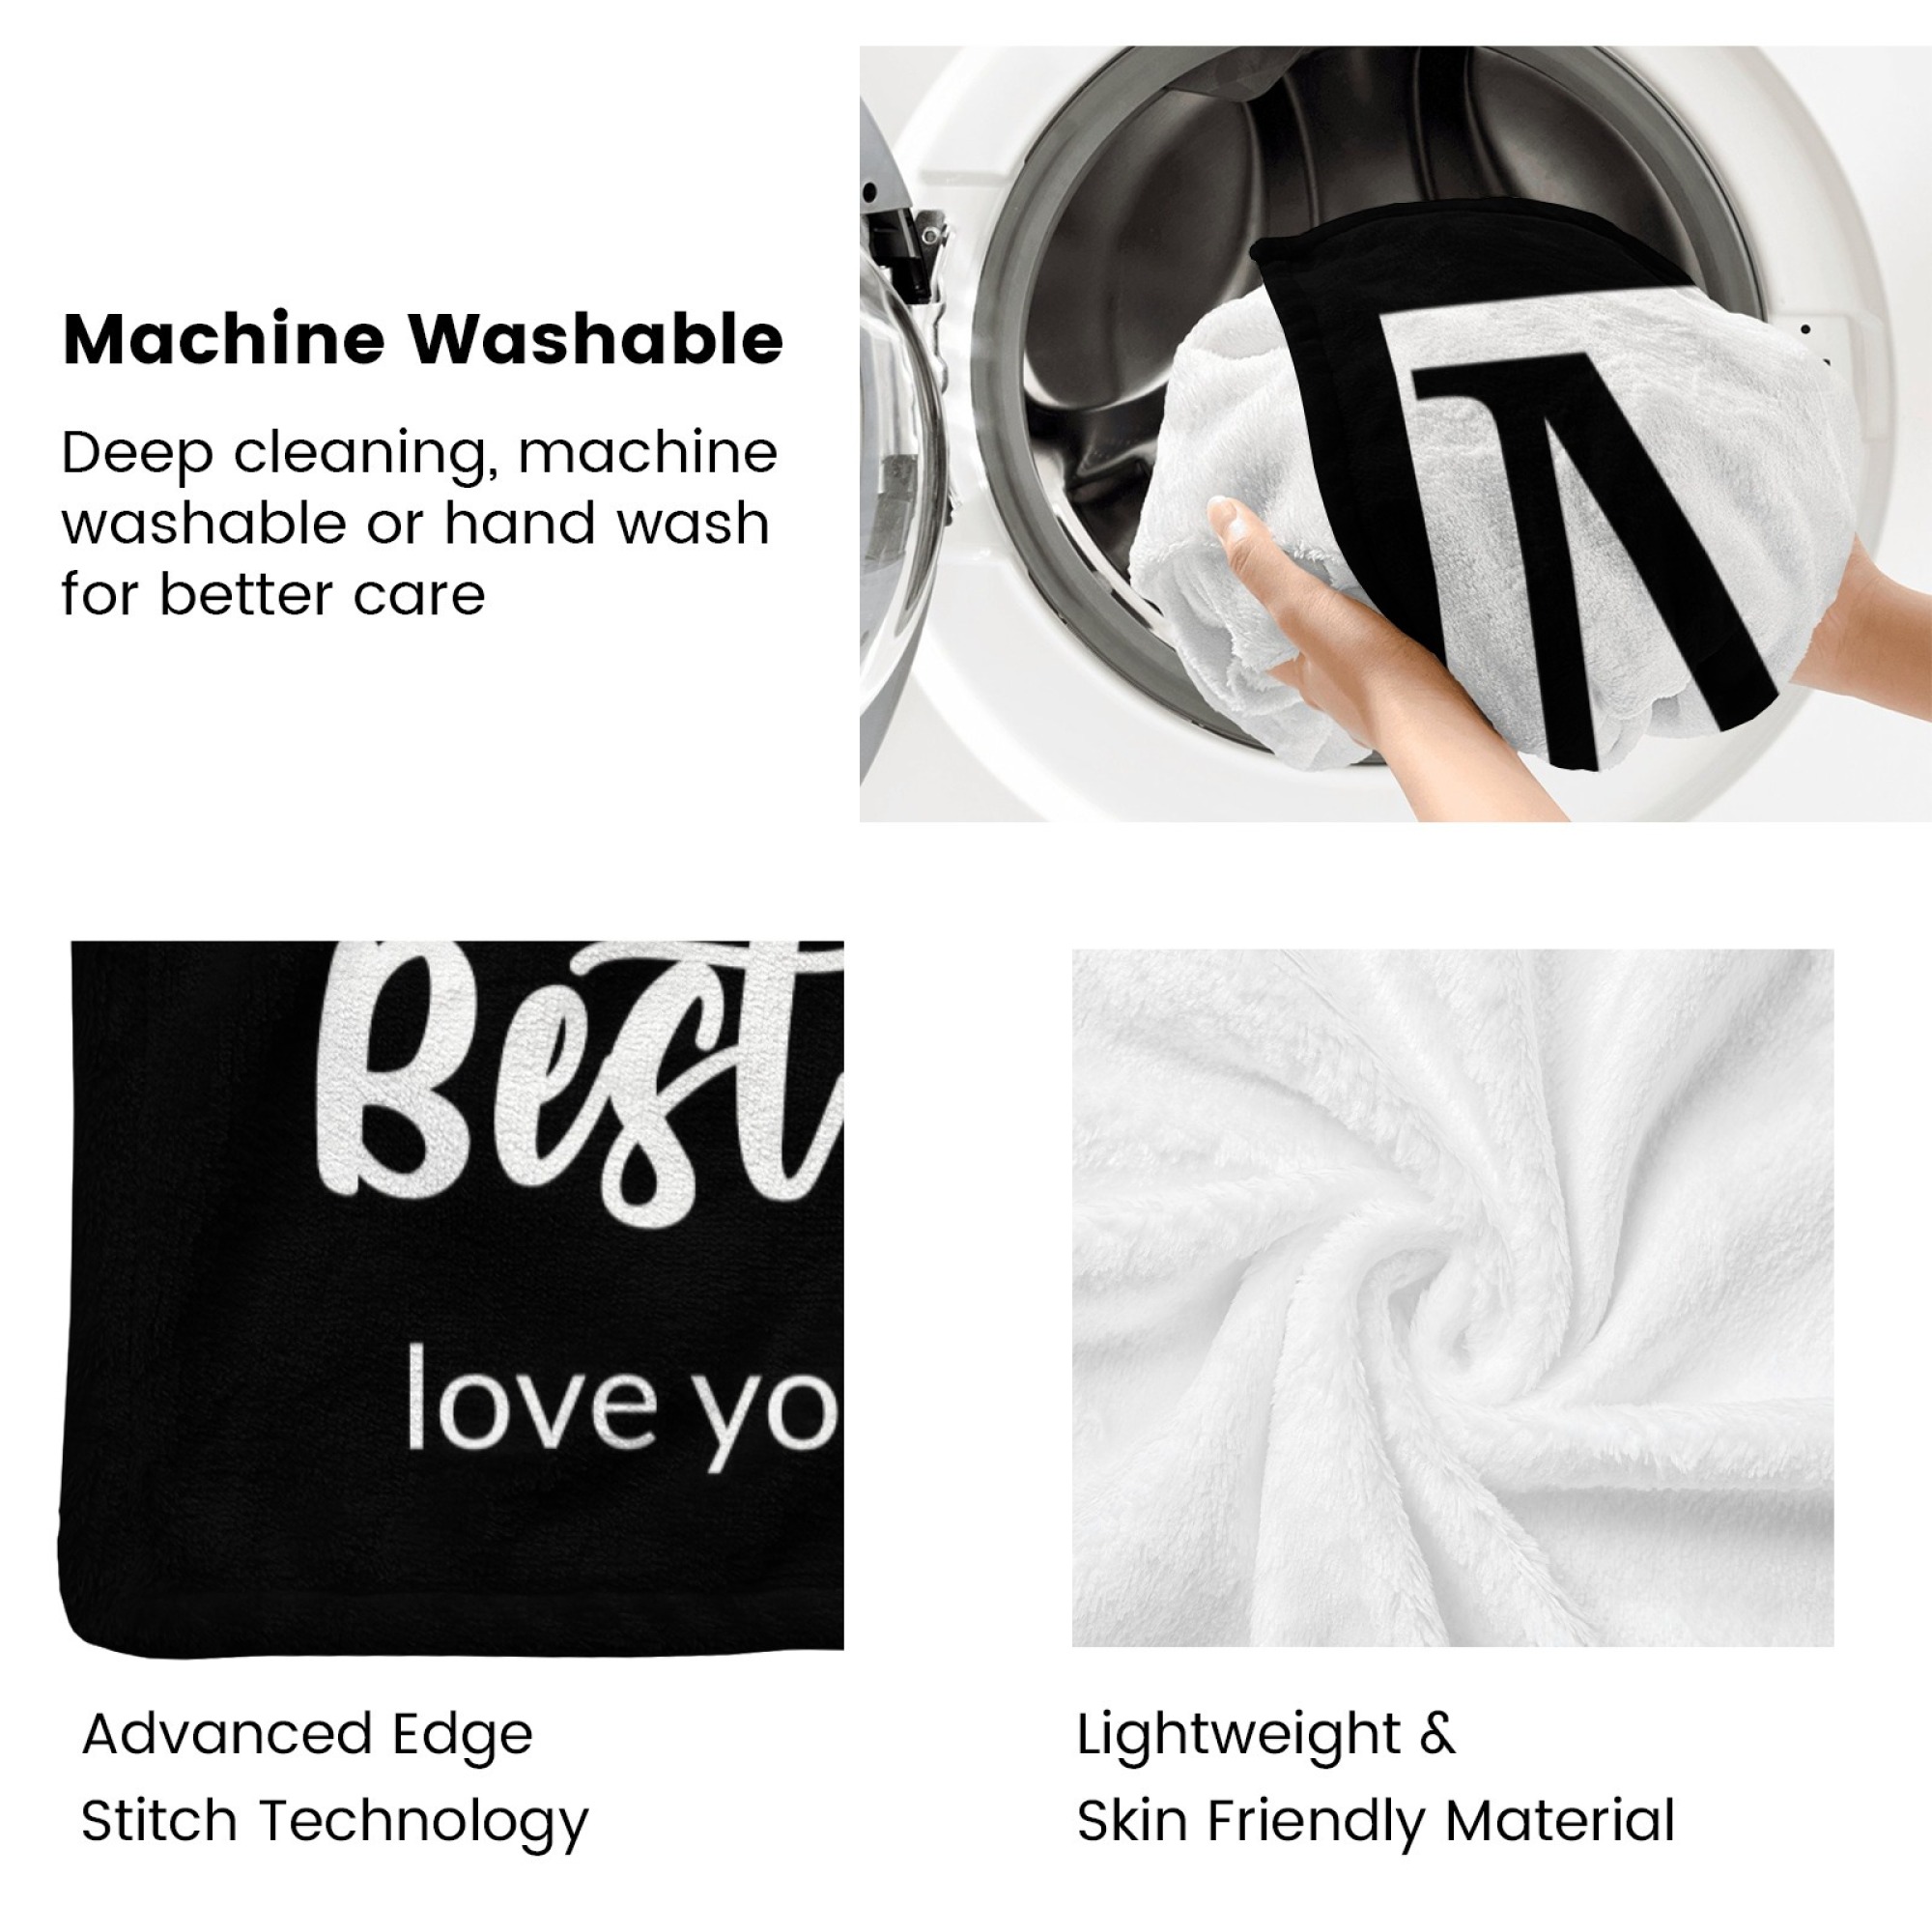 Machine Washable
Deep cleaning, machine
washable or hand wash
for better care
Best
love yo
Advanced Edge
Stitch Technology
Lightweight &
Skin Friendly Material